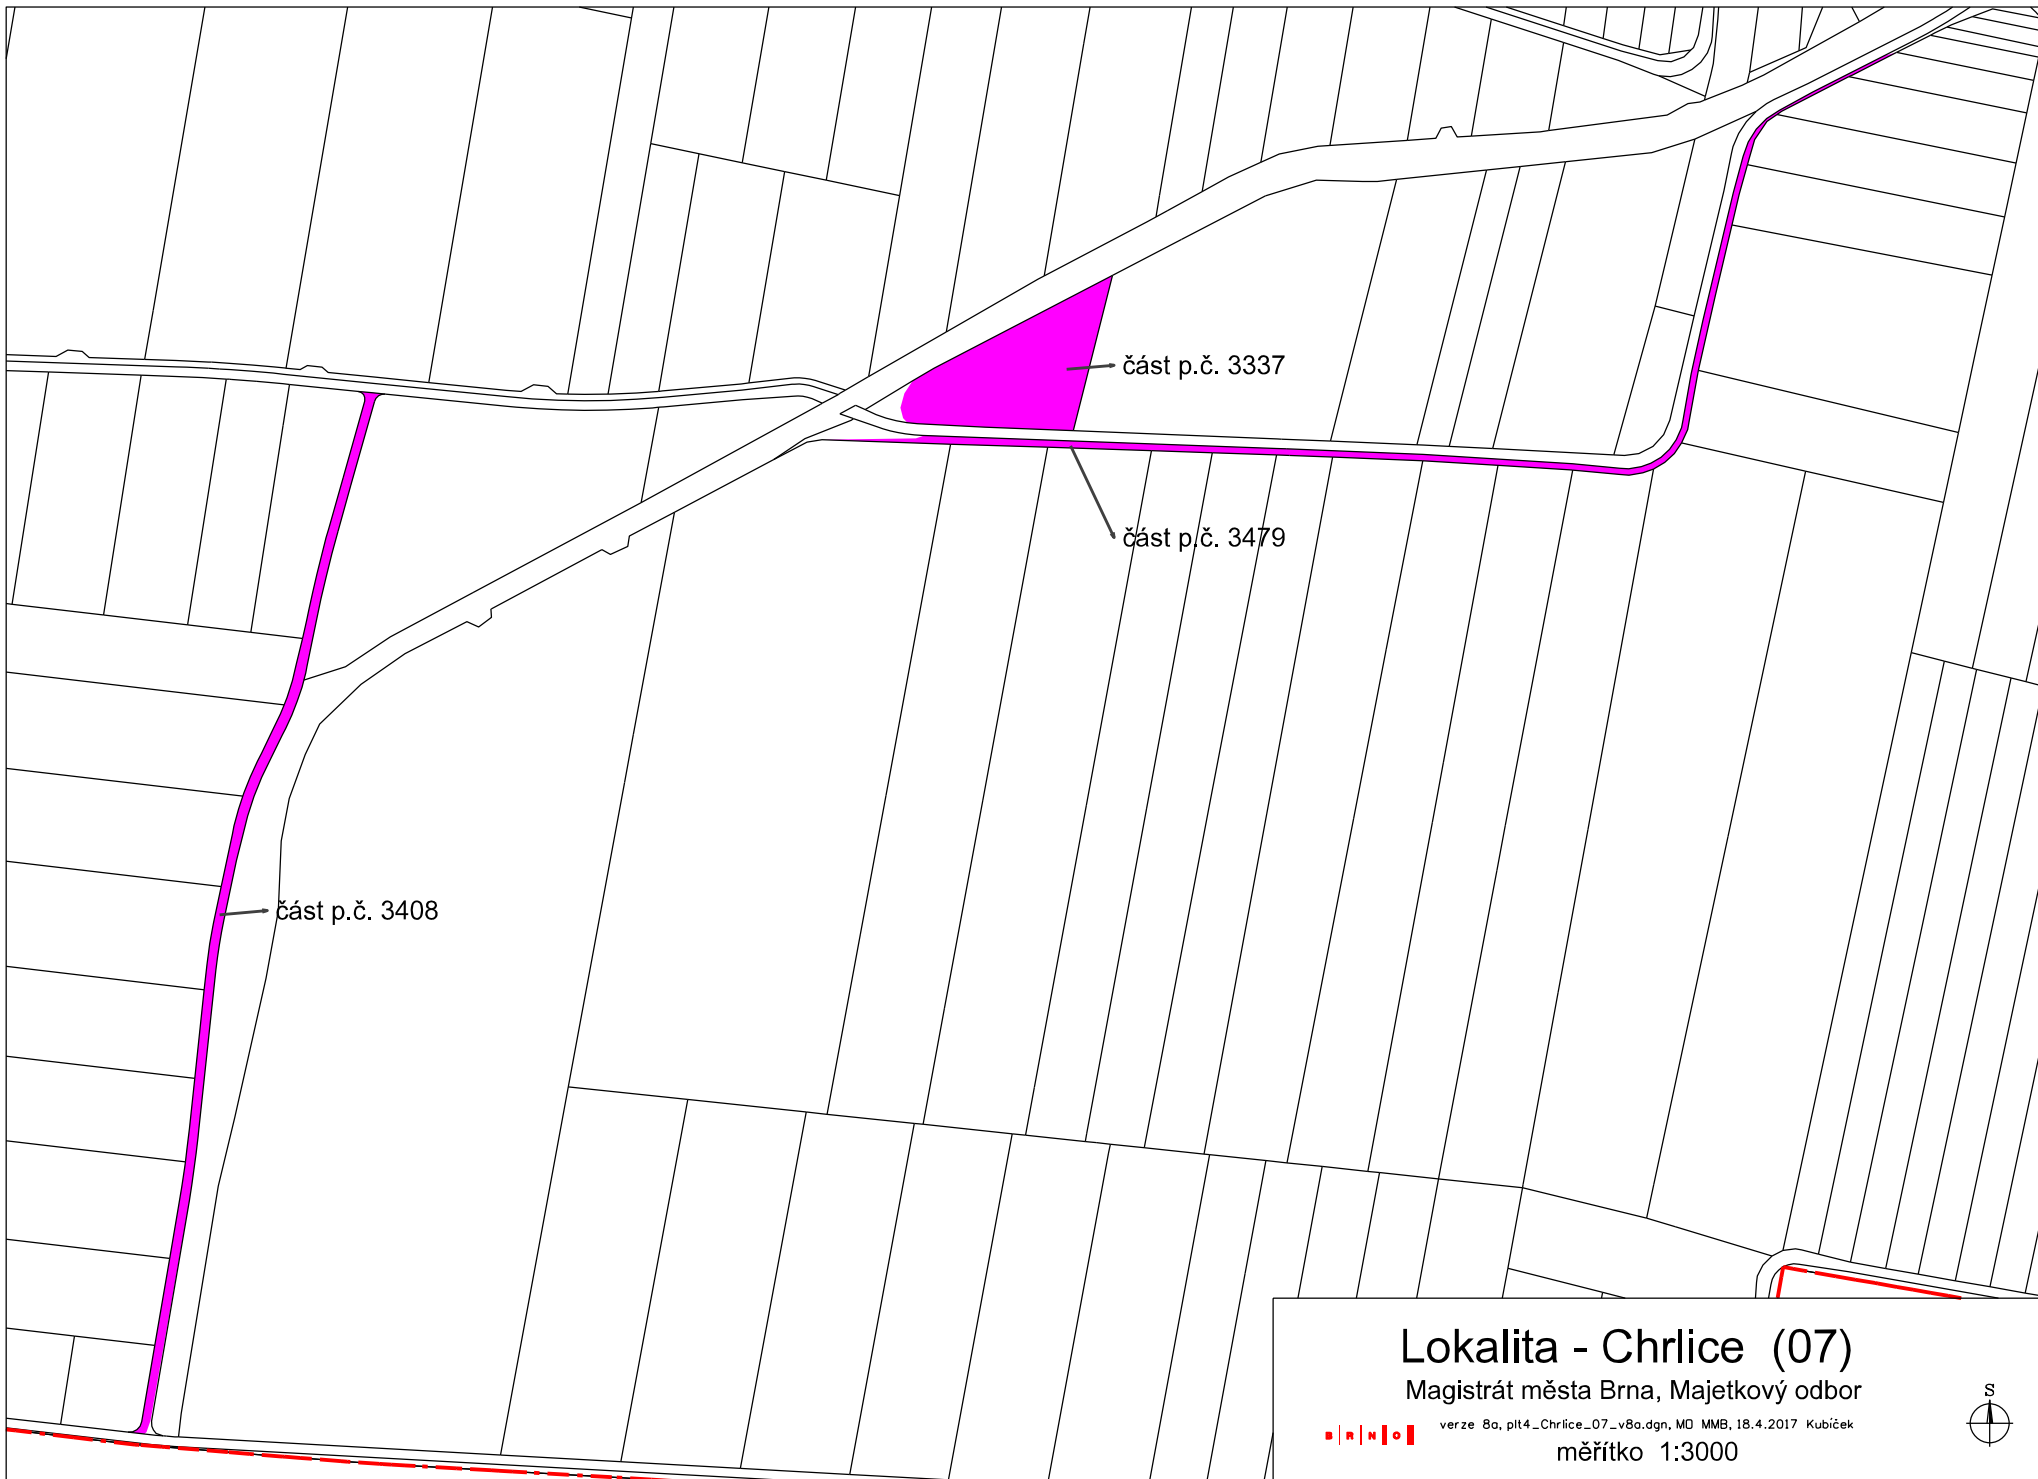 část p.č. 3337
část p.č. 3479
část p.č. 3408
Lokalita - Chrlice (07)
Magistrát města Brna, Majetkový odbor
verze 8a, plt4_Chrlice_07_v8a.dgn, MO MMB, 18.4.2017 Kubíček
B R N O
měřítko 1:3000
S